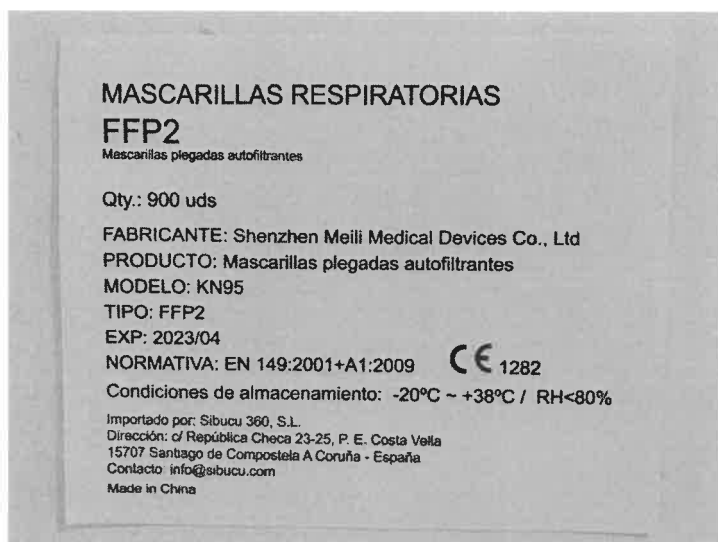 MASCARILLAS RESPIRATORIAS
FFP2
Mascarillas plegadas autofiltrantes
Qty.: 900 uds
FABRICANTE: Shenzhen Meili Medical Devices Co., Ltd
PRODUCTO: Mascarillas plegadas autofiltrantes
MODELO: KN95
TIPO: FFP2
EXP: 2023/04
NORMATIVA: EN 149:2001+A1:2009 CE 1282
Condiciones de almacenamiento: -20ºC ~ +38ºC / RH<80%
Importado por: Sibucu 360, S.L.
Dirección: c/ República Checa 23-25, P. E. Costa Vella
15707 Santiago de Compostela A Coruña - España
Contacto: info@sibucu.com
Made in China